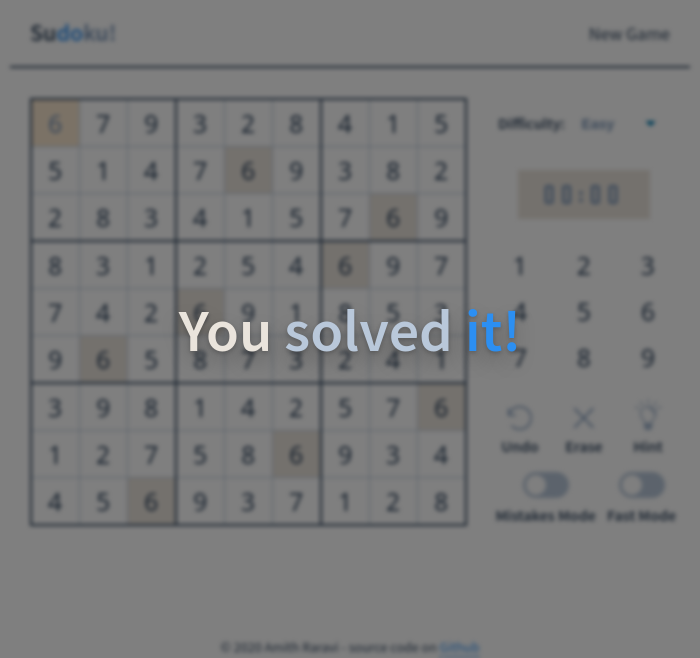 Sudoku! New Game
6 7 9 3 2 8 4 1 5 Difficulty: Easy
5 1 4 7 6 9 3 8 2
00:00
2 8 3 4 1 5 7 6 9
8 3 1 2 5 4 6 9 7 1 2 3
7 4 2 6 9 1 8 5 3 4 5 6
You solved it!
9 6 5 8 7 3 2 4 1 7 8 9
3 9 8 1 4 2 5 7 6
Undo Erase Hint
1 2 7 5 8 6 9 3 4
4 5 6 9 3 7 1 2 8
Mistakes Mode Fast Mode
© 2020 - source code on Github